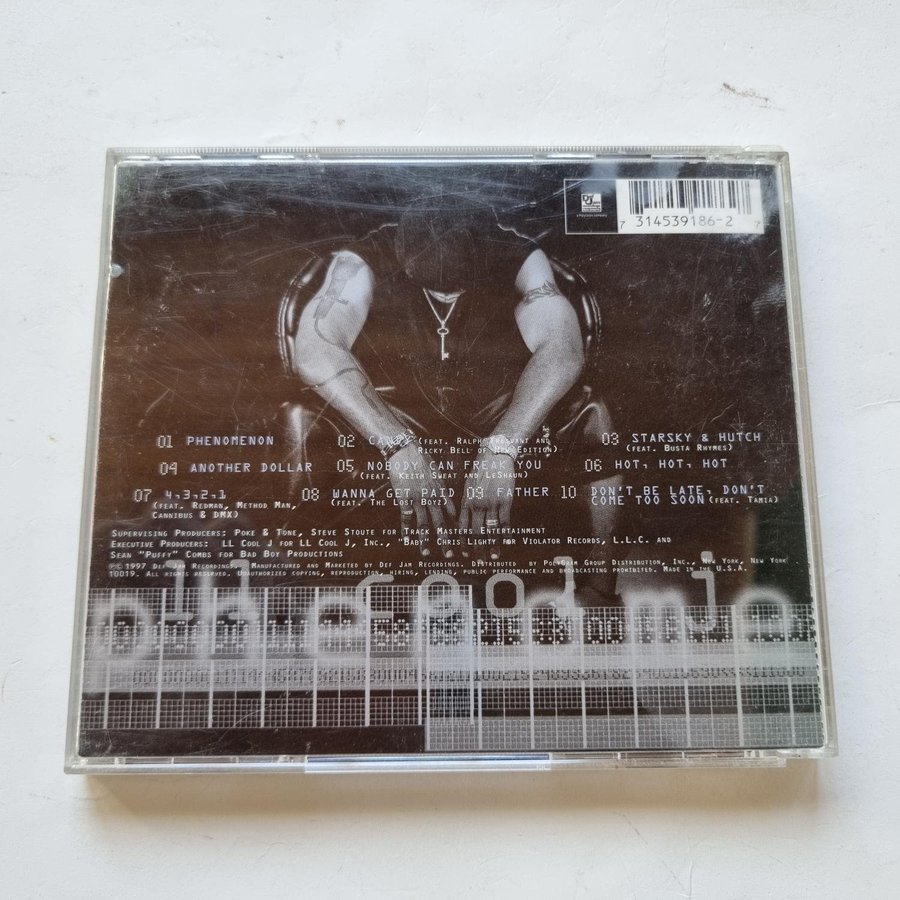 7 314539186-2 7
01 PHENOMENON
02 CANDY (FEAT. RALPH TRESVANT AND
RICKY BELL OF NEW EDITION)
03 STARSKY & HUTCH
(FEAT. BUSTA RHYMES)
04 ANOTHER DOLLAR
05 NOBODY CAN FREAK YOU
(FEAT. KEITH SWEAT AND LESHAUN)
06 HOT, HOT, HOT
07 4,3,2,1
(FEAT. REDMAN, METHOD MAN,
CANNIBUS & DMX)
08 WANNA GET PAID
(FEAT. THE LOST BOYZ)
09 FATHER
10 DON'T BE LATE, DON'T
COME TOO SOON (FEAT. TAMIA)
SUPERVISING PRODUCERS: POKE & TONE, STEVE STOUTE FOR TRACK MASTERS ENTERTAINMENT
EXECUTIVE PRODUCERS: LL COOL J FOR LL COOL J, INC., "BABY" CHRIS LIGHTY FOR VIOLATOR RECORDS, L.L.C. AND
SEAN "PUFFY" COMBS FOR BAD BOY PRODUCTIONS
℗© 1997 DEF JAM RECORDINGS. MANUFACTURED AND MARKETED BY DEF JAM RECORDINGS. DISTRIBUTED BY POLYGRAM GROUP DISTRIBUTION, INC., NEW YORK, NEW YORK
10019. ALL RIGHTS RESERVED. UNAUTHORIZED COPYING, REPRODUCTION, HIRING, LENDING, PUBLIC PERFORMANCE AND BROADCASTING PROHIBITED. MADE IN THE U.S.A.
ll cool j